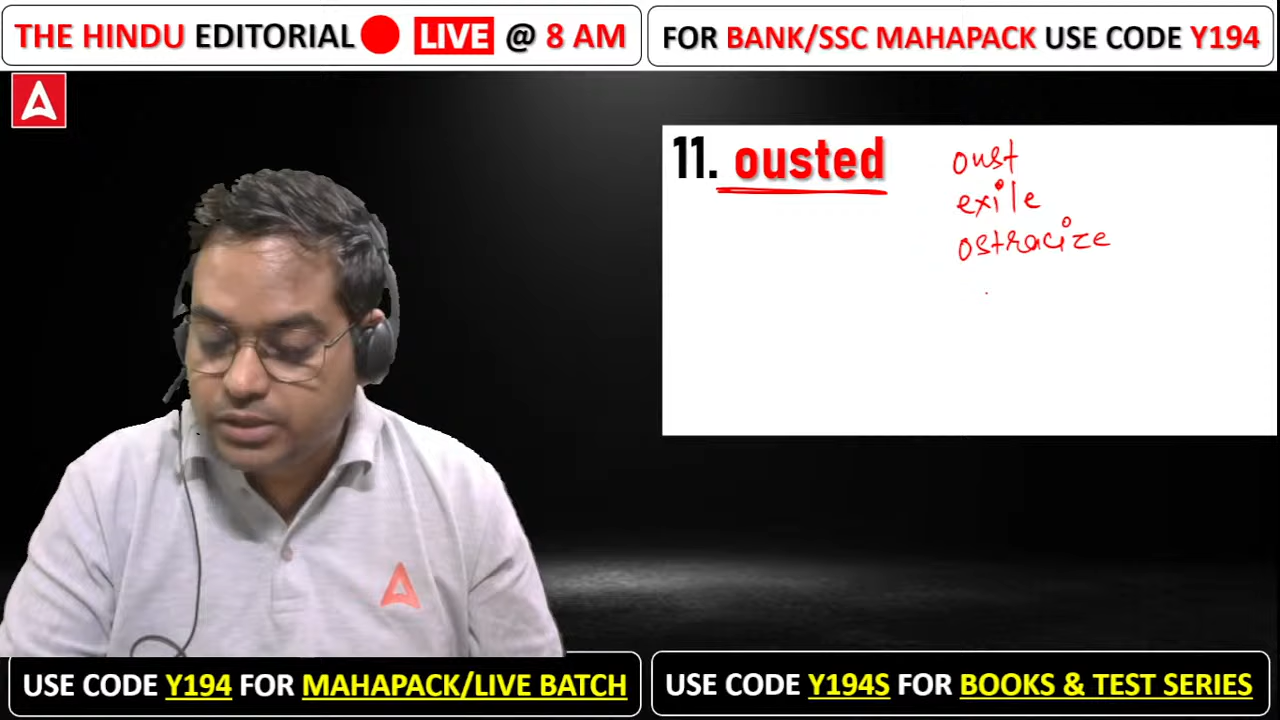 THE HINDU EDITORIAL LIVE @ 8 AM
FOR BANK/SSC MAHAPACK USE CODE Y194
11. ousted
oust
exile
ostracize
USE CODE Y194 FOR MAHAPACK/LIVE BATCH
USE CODE Y194S FOR BOOKS & TEST SERIES